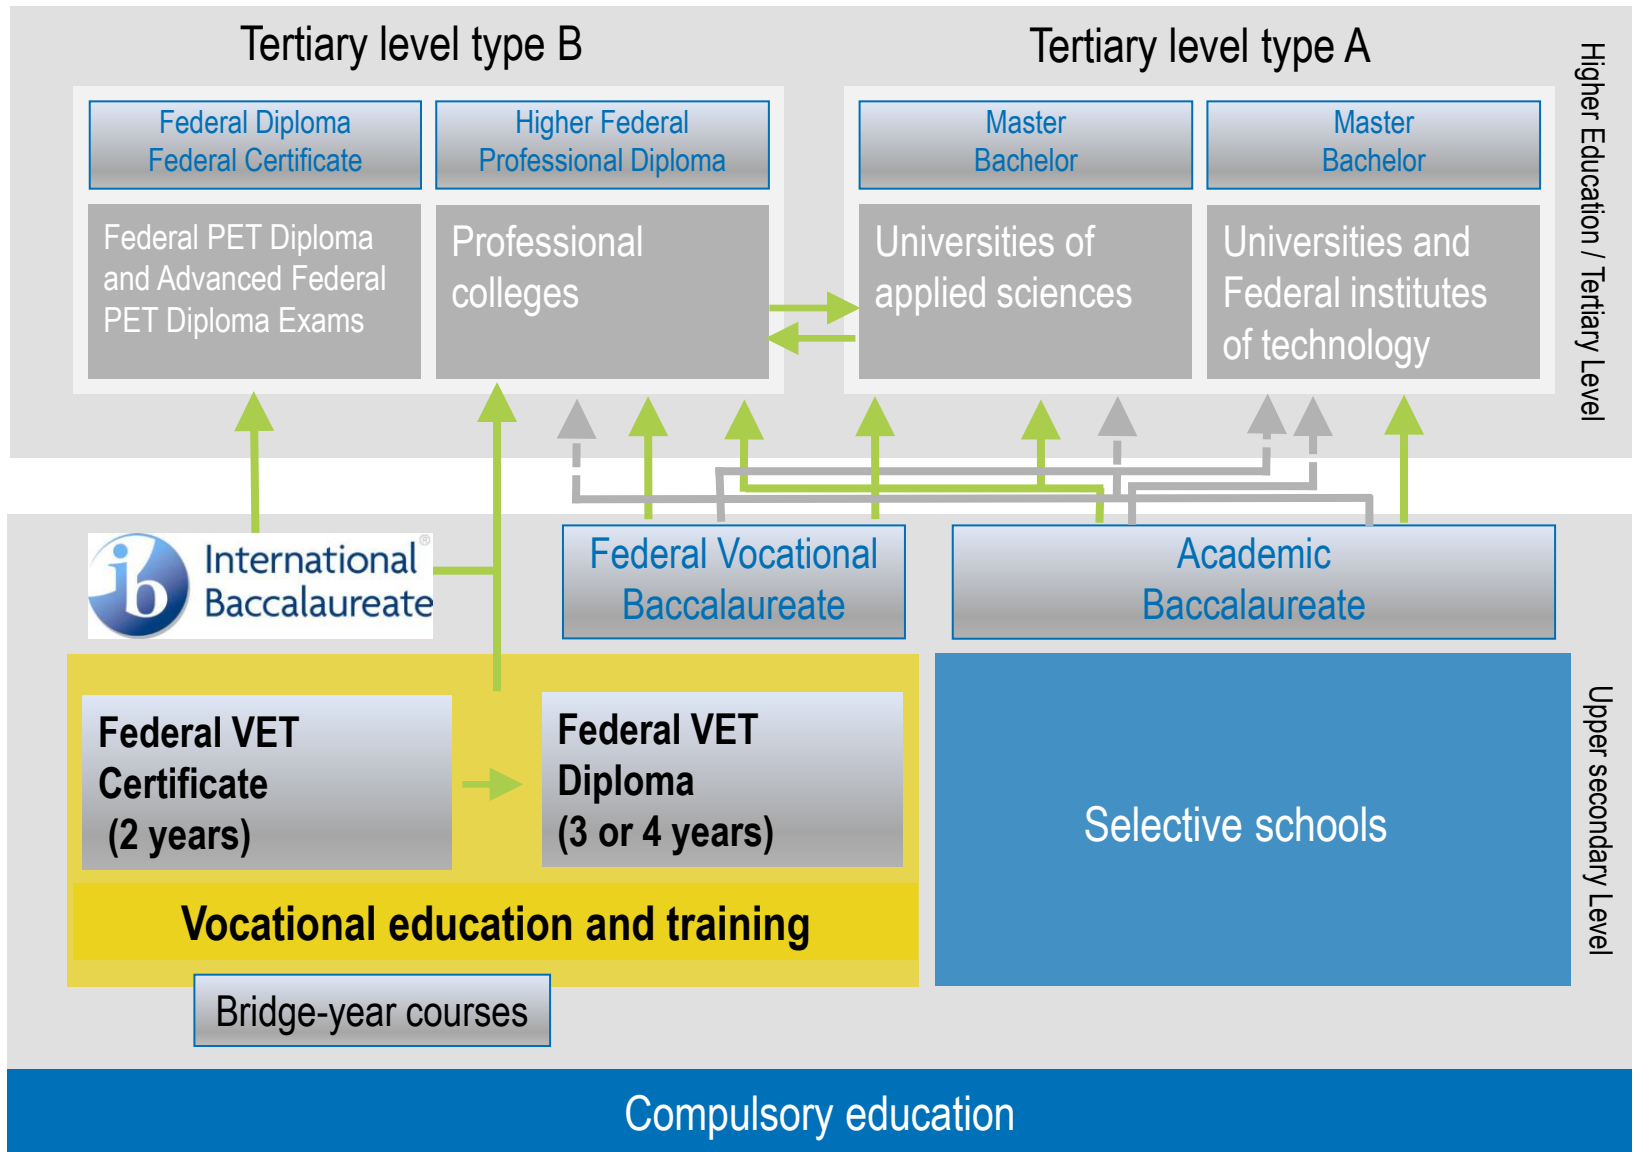 Tertiary level type B
Tertiary level type A
Federal Diploma
Federal Certificate
Higher Federal
Professional Diploma
Master
Bachelor
Master
Bachelor
Federal PET Diploma
and Advanced Federal
PET Diploma Exams
Professional
colleges
Universities of
applied sciences
Universities and
Federal institutes
of technology
Higher Education / Tertiary Level
ib
International
Baccalaureate
®
Federal Vocational
Baccalaureate
Academic
Baccalaureate
Federal VET
Certificate
(2 years)
Federal VET
Diploma
(3 or 4 years)
Selective schools
Upper secondary Level
Vocational education and training
Bridge-year courses
Compulsory education